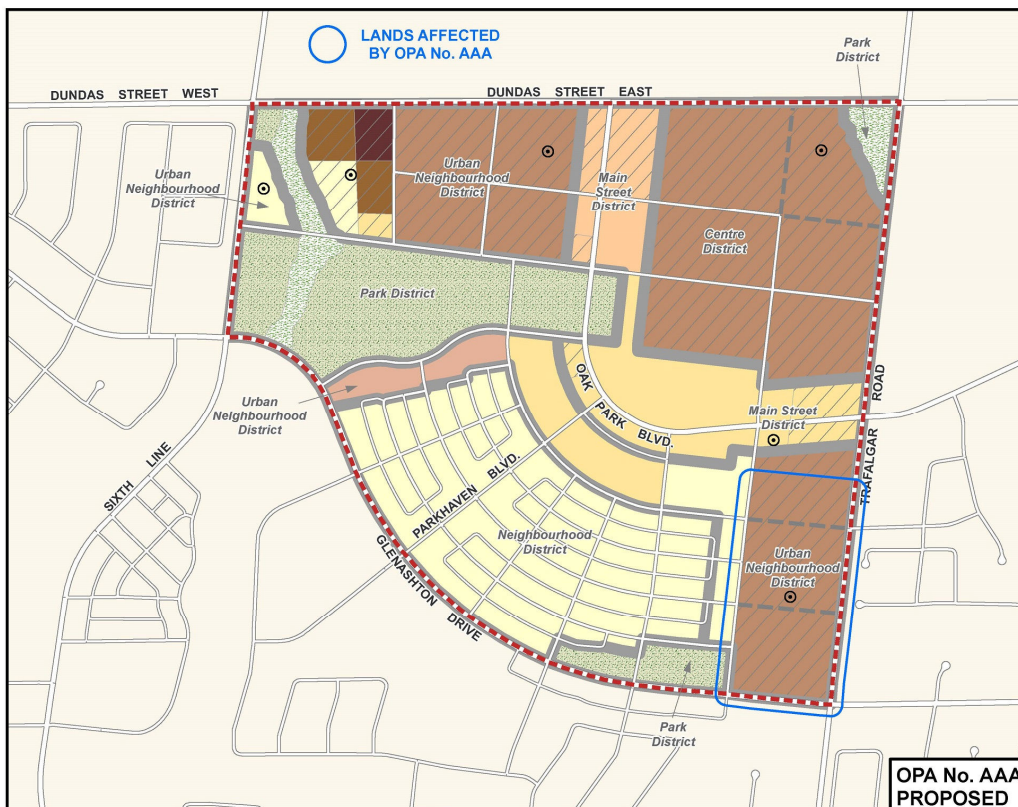 LANDS AFFECTED
BY OPA No. AAA
Park
District
DUNDAS STREET WEST
DUNDAS STREET EAST
Urban
Neighbourhood
District
Urban
Neighbourhood
District
Main
Street
District
Centre
District
Park District
Urban
Neighbourhood
District
OAK PARK BLVD.
Main Street
District
TRAFALGAR ROAD
SIXTH LINE
PARKHAVEN BLVD.
GLENASHTON DRIVE
Neighbourhood
District
Urban
Neighbourhood
District
Park
District
OPA No. AAA
PROPOSED